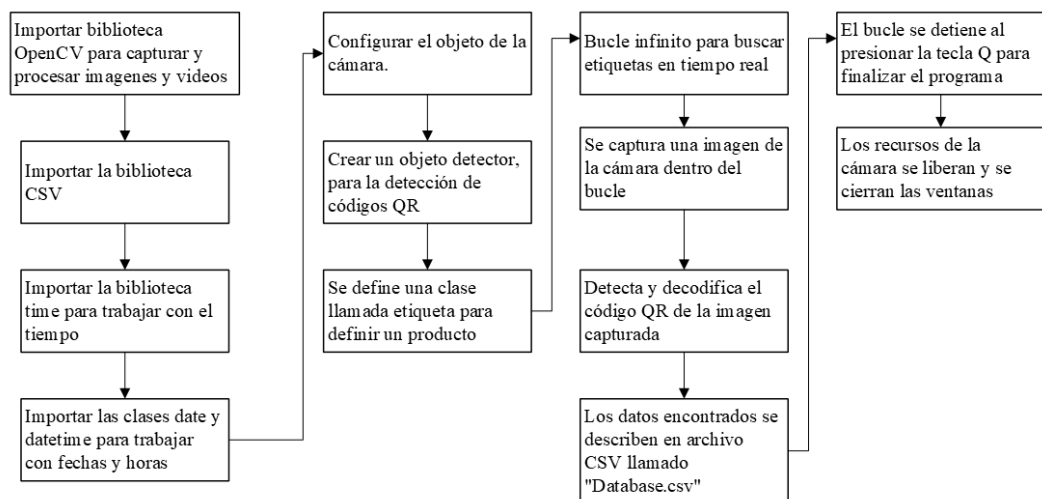 Importar biblioteca
OpenCV para capturar y
procesar imagenes y videos
Importar la biblioteca
CSV
Importar la biblioteca
time para trabajar con el
tiempo
Importar las clases date y
datetime para trabajar
con fechas y horas
Configurar el objeto de la
cámara.
Crear un objeto detector,
para la detección de
códigos QR
Se define una clase
llamada etiqueta para
definir un producto
Bucle infinito para buscar
etiquetas en tiempo real
Se captura una imagen de
la cámara dentro del
bucle
Detecta y decodifica el
código QR de la imagen
capturada
Los datos encontrados se
describen en archivo
CSV llamado
"Database.csv"
El bucle se detiene al
presionar la tecla Q para
finalizar el programa
Los recursos de la
cámara se liberan y se
cierran las ventanas